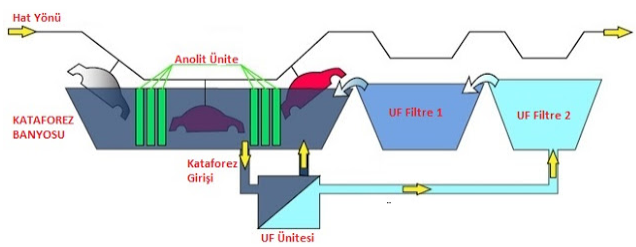 Hat Yönü
Anolit Ünite
KATAFOREZ
BANYOSU
UF Filtre 1
UF Filtre 2
Kataforez
Girişi
UF Ünitesi